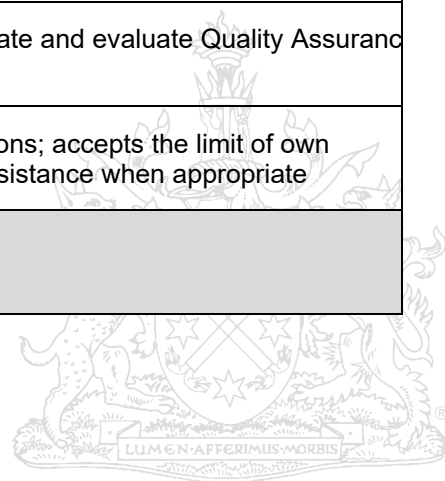 ate and evaluate Quality Assuranc
ons; accepts the limit of own
sistance when appropriate
®
LUMEN·AFFERIMUS·MORBIS